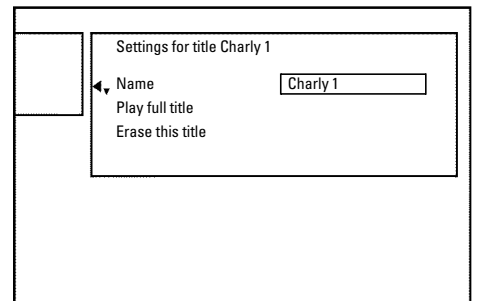 Settings for title Charly 1
Name Charly 1
Play full title
Erase this title